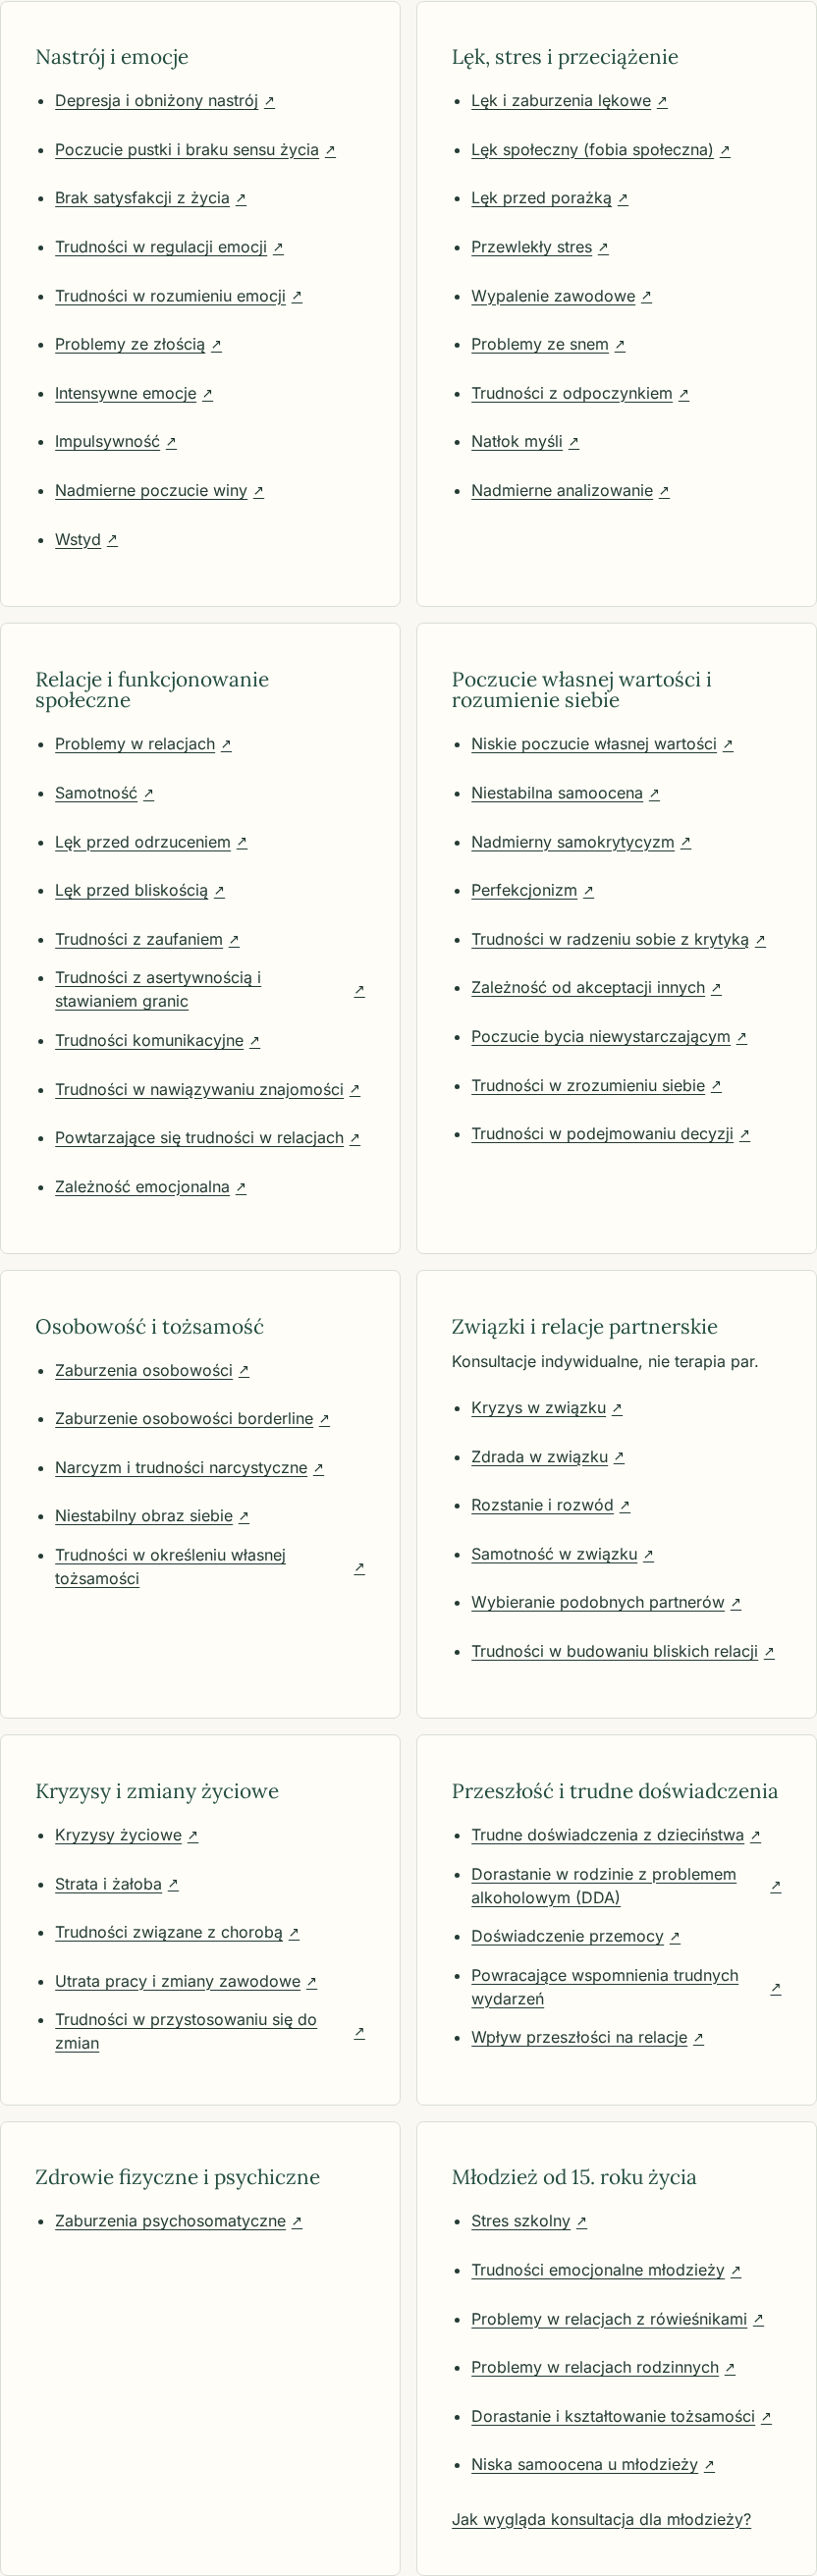 Nastrój i emocje
Depresja i obniżony nastrój ↗
Poczucie pustki i braku sensu życia ↗
Brak satysfakcji z życia ↗
Trudności w regulacji emocji ↗
Trudności w rozumieniu emocji ↗
Problemy ze złością ↗
Intensywne emocje ↗
Impulsywność ↗
Nadmierne poczucie winy ↗
Wstyd ↗
Lęk, stres i przeciążenie
Lęk i zaburzenia lękowe ↗
Lęk społeczny (fobia społeczna) ↗
Lęk przed porażką ↗
Przewlekły stres ↗
Wypalenie zawodowe ↗
Problemy ze snem ↗
Trudności z odpoczynkiem ↗
Natłok myśli ↗
Nadmierne analizowanie ↗
Relacje i funkcjonowanie
społeczne
Problemy w relacjach ↗
Samotność ↗
Lęk przed odrzuceniem ↗
Lęk przed bliskością ↗
Trudności z zaufaniem ↗
Trudności z asertywnością i
stawianiem granic ↗
Trudności komunikacyjne ↗
Trudności w nawiązywaniu znajomości ↗
Powtarzające się trudności w relacjach ↗
Zależność emocjonalna ↗
Poczucie własnej wartości i
rozumienie siebie
Niskie poczucie własnej wartości ↗
Niestabilna samoocena ↗
Nadmierny samokrytycyzm ↗
Perfekcjonizm ↗
Trudności w radzeniu sobie z krytyką ↗
Zależność od akceptacji innych ↗
Poczucie bycia niewystarczającym ↗
Trudności w zrozumieniu siebie ↗
Trudności w podejmowaniu decyzji ↗
Osobowość i tożsamość
Zaburzenia osobowości ↗
Zaburzenie osobowości borderline ↗
Narcyzm i trudności narcystyczne ↗
Niestabilny obraz siebie ↗
Trudności w określeniu własnej
tożsamości ↗
Związki i relacje partnerskie
Konsultacje indywidualne, nie terapia par.
Kryzys w związku ↗
Zdrada w związku ↗
Rozstanie i rozwód ↗
Samotność w związku ↗
Wybieranie podobnych partnerów ↗
Trudności w budowaniu bliskich relacji ↗
Kryzysy i zmiany życiowe
Kryzysy życiowe ↗
Strata i żałoba ↗
Trudności związane z chorobą ↗
Utrata pracy i zmiany zawodowe ↗
Trudności w przystosowaniu się do
zmian ↗
Przeszłość i trudne doświadczenia
Trudne doświadczenia z dzieciństwa ↗
Dorastanie w rodzinie z problemem
alkoholowym (DDA) ↗
Doświadczenie przemocy ↗
Powracające wspomnienia trudnych
wydarzeń ↗
Wpływ przeszłości na relacje ↗
Zdrowie fizyczne i psychiczne
Zaburzenia psychosomatyczne ↗
Młodzież od 15. roku życia
Stres szkolny ↗
Trudności emocjonalne młodzieży ↗
Problemy w relacjach z rówieśnikami ↗
Problemy w relacjach rodzinnych ↗
Dorastanie i kształtowanie tożsamości ↗
Niska samoocena u młodzieży ↗
Jak wygląda konsultacja dla młodzieży?